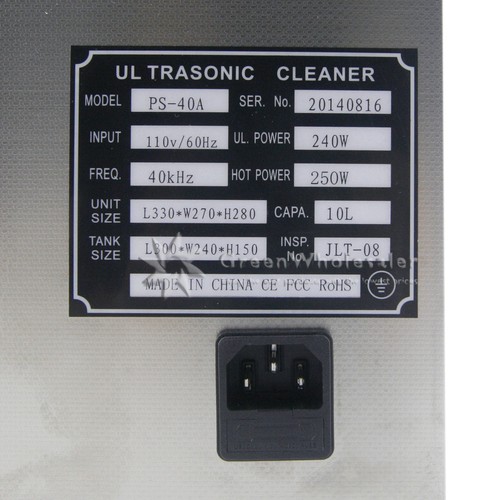 UL TRASONIC CLEANER
MODEL PS-40A SER. No. 20140816
INPUT 110v/60Hz UL. POWER 240W
FREQ. 40kHz HOT POWER 250W
UNIT SIZE L330*W270*H280 CAPA. 10L
TANK SIZE L300*W240*H150 INSP. No JLT-08
GreenWholesaler
MADE IN CHINA CE FCC RoHS